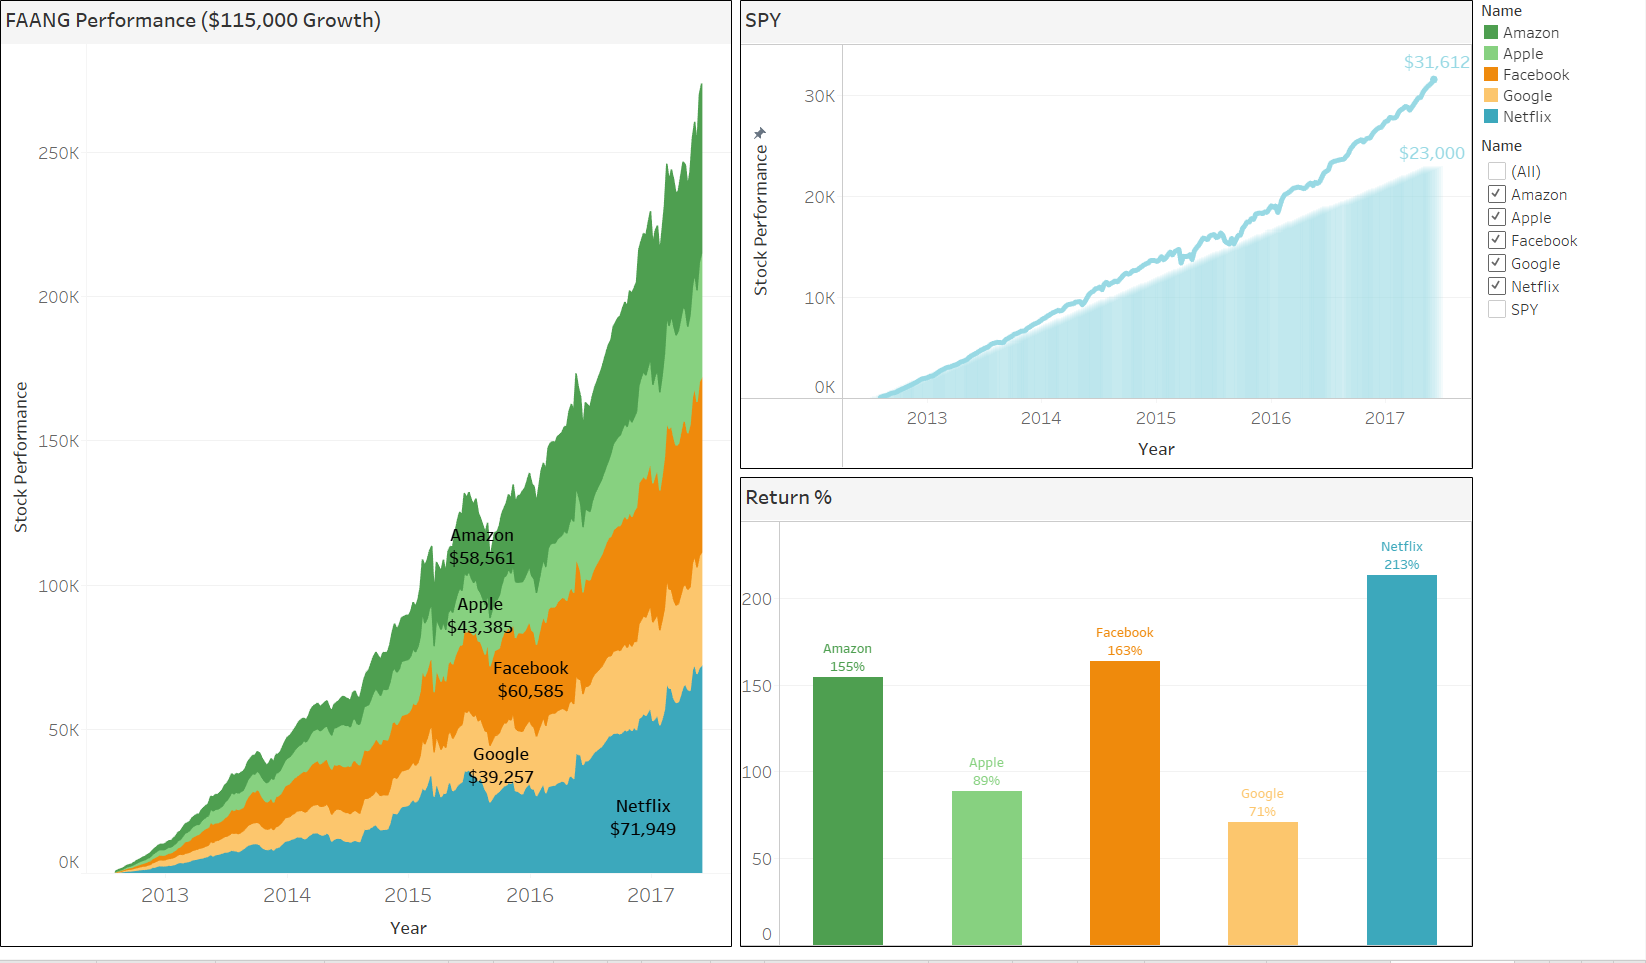 FAANG Performance ($115,000 Growth)
250K
200K
150K
100K
50K
0K
Stock Performance
Amazon
$58,561
Apple
$43,385
Facebook
$60,585
Google
$39,257
Netflix
$71,949
2013
2014
2015
2016
2017
Year
SPY
$31,612
$23,000
30K
20K
10K
0K
Stock Performance
2013
2014
2015
2016
2017
Year
Return %
200
150
100
50
0
Amazon
155%
Apple
89%
Facebook
163%
Google
71%
Netflix
213%
Name
Amazon
Apple
Facebook
Google
Netflix
Name
(All)
Amazon
Apple
Facebook
Google
Netflix
SPY